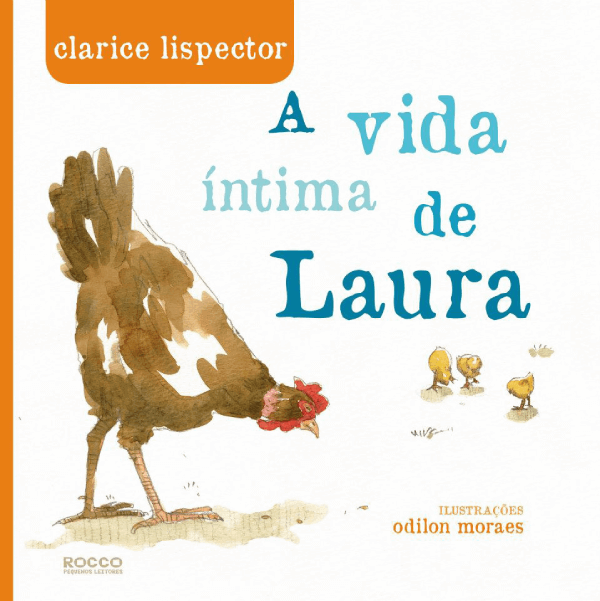 clarice lispector
A vida
íntima de
Laura
ILUSTRAÇÕES
odilon moraes
ROCCO
PEQUENOS LEITORES